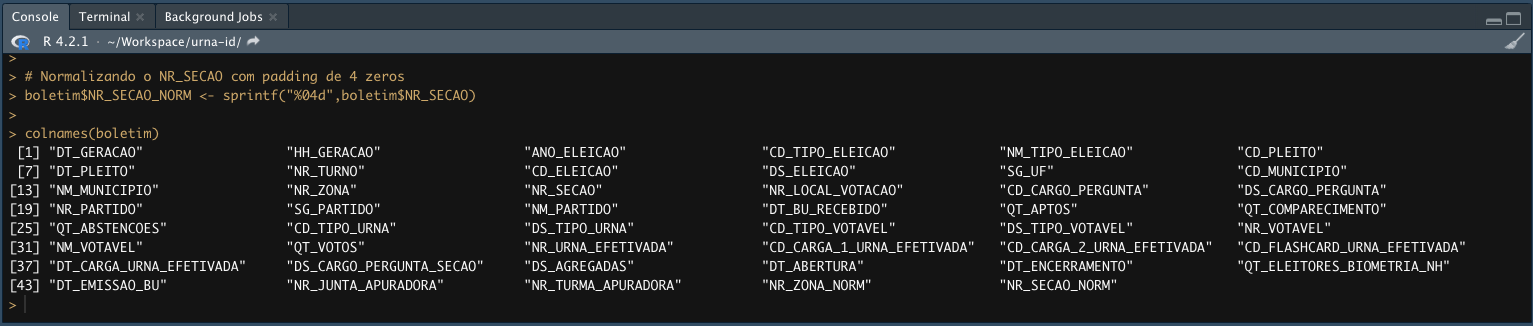 Console Terminal Background Jobs
R 4.2.1 · ~/Workspace/urna-id/
>
> # Normalizando o NR_SECAO com padding de 4 zeros
> boletim$NR_SECAO_NORM <- sprintf("%04d",boletim$NR_SECAO)
>
> colnames(boletim)
[1] "DT_GERACAO" "HH_GERACAO" "ANO_ELEICAO" "CD_TIPO_ELEICAO" "NM_TIPO_ELEICAO" "CD_PLEITO"
[7] "DT_PLEITO" "NR_TURNO" "CD_ELEICAO" "DS_ELEICAO" "SG_UF" "CD_MUNICIPIO"
[13] "NM_MUNICIPIO" "NR_ZONA" "NR_SECAO" "NR_LOCAL_VOTACAO" "CD_CARGO_PERGUNTA" "DS_CARGO_PERGUNTA"
[19] "NR_PARTIDO" "SG_PARTIDO" "NM_PARTIDO" "DT_BU_RECEBIDO" "QT_APTOS" "QT_COMPARECIMENTO"
[25] "QT_ABSTENCOES" "CD_TIPO_URNA" "DS_TIPO_URNA" "CD_TIPO_VOTAVEL" "DS_TIPO_VOTAVEL" "NR_VOTAVEL"
[31] "NM_VOTAVEL" "QT_VOTOS" "NR_URNA_EFETIVADA" "CD_CARGA_1_URNA_EFETIVADA" "CD_CARGA_2_URNA_EFETIVADA" "CD_FLASHCARD_URNA_EFETIVADA"
[37] "DT_CARGA_URNA_EFETIVADA" "DS_CARGO_PERGUNTA_SECAO" "DS_AGREGADAS" "DT_ABERTURA" "DT_ENCERRAMENTO" "QT_ELEITORES_BIOMETRIA_NH"
[43] "DT_EMISSAO_BU" "NR_JUNTA_APURADORA" "NR_TURMA_APURADORA" "NR_ZONA_NORM" "NR_SECAO_NORM"
>